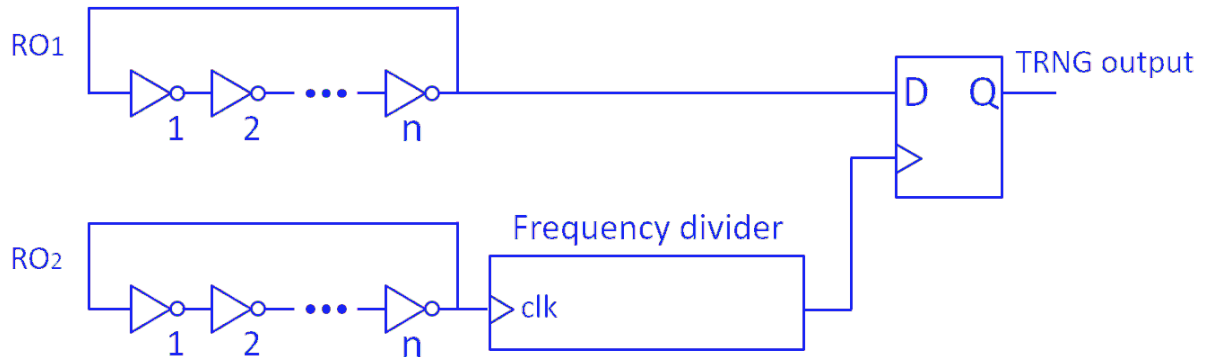 RO1
1 2 n
D Q
TRNG output
RO2
1 2 n
Frequency divider
clk